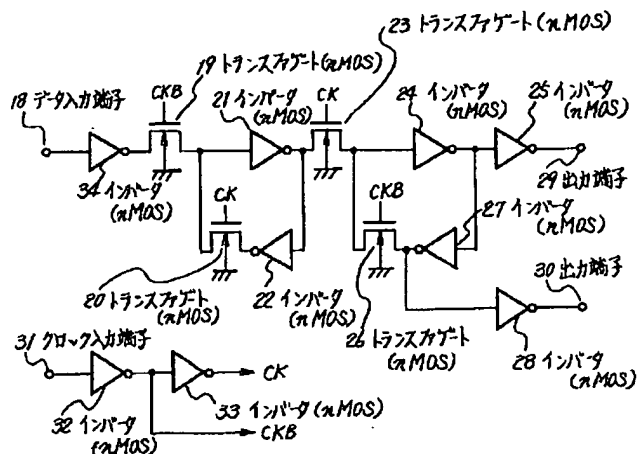 23 トランスファゲート(nMOS)
19 トランスファゲート(nMOS)
18 データ入力端子
CKB
21 インバータ
(nMOS)
CK
24 インバータ
(nMOS)
25 インバータ
(nMOS)
29 出力端子
34 インバータ
(nMOS)
CK
CKB
27 インバータ
(nMOS)
30 出力端子
20 トランスファゲート
(nMOS)
22 インバータ
(nMOS)
26 トランスファゲート
(nMOS)
28 インバータ
(nMOS)
31 クロック入力端子
CK
33 インバータ(nMOS)
32 インバータ
(nMOS)
CKB